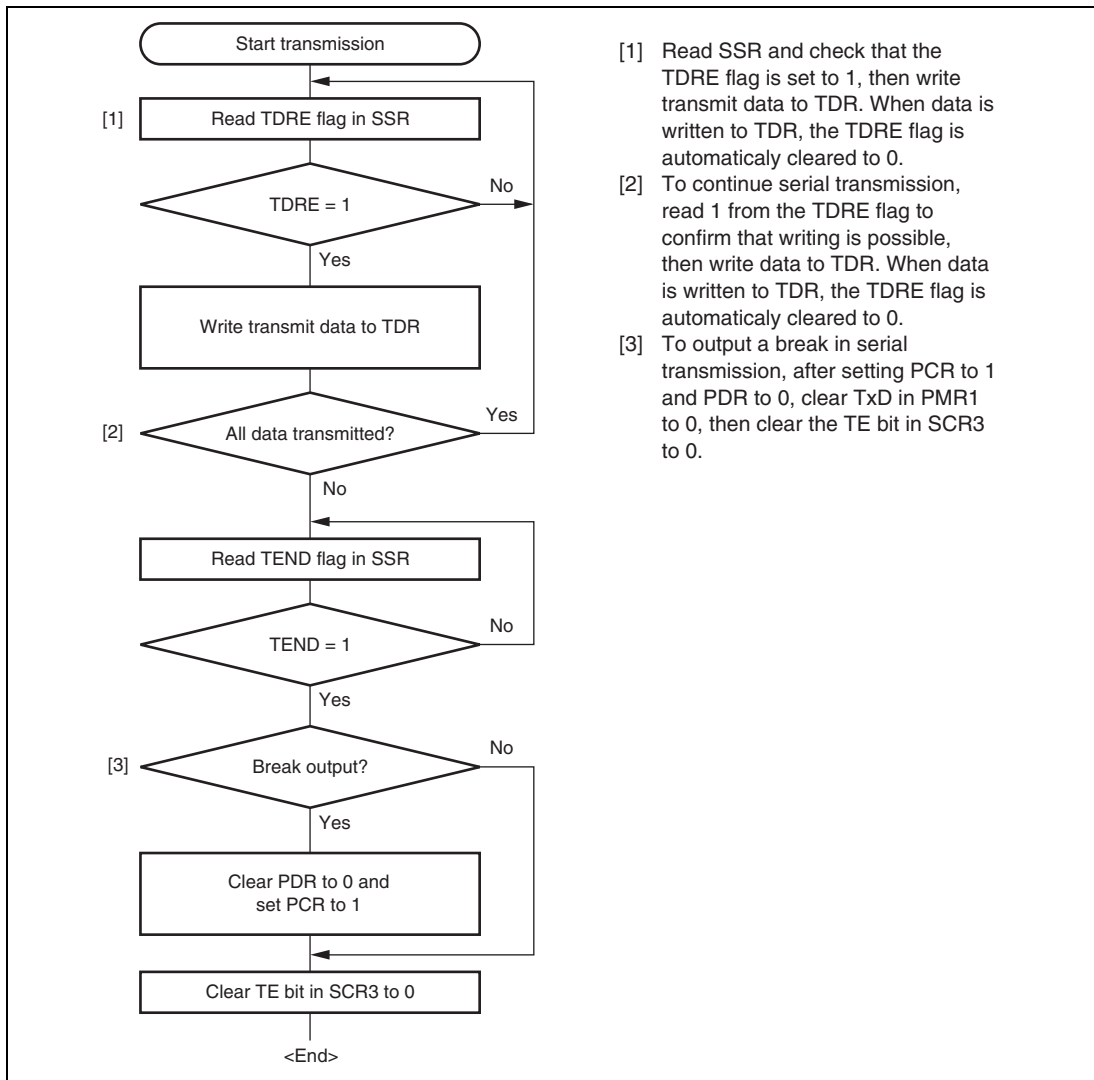 Start transmission
[1]
Read TDRE flag in SSR
TDRE = 1
No
Yes
Write transmit data to TDR
[2]
All data transmitted?
Yes
No
Read TEND flag in SSR
TEND = 1
No
Yes
[3]
Break output?
No
Yes
Clear PDR to 0 and
set PCR to 1
Clear TE bit in SCR3 to 0
<End>
[1] Read SSR and check that the
TDRE flag is set to 1, then write
transmit data to TDR. When data is
written to TDR, the TDRE flag is
automaticaly cleared to 0.
[2] To continue serial transmission,
read 1 from the TDRE flag to
confirm that writing is possible,
then write data to TDR. When data
is written to TDR, the TDRE flag is
automaticaly cleared to 0.
[3] To output a break in serial
transmission, after setting PCR to 1
and PDR to 0, clear TxD in PMR1
to 0, then clear the TE bit in SCR3
to 0.